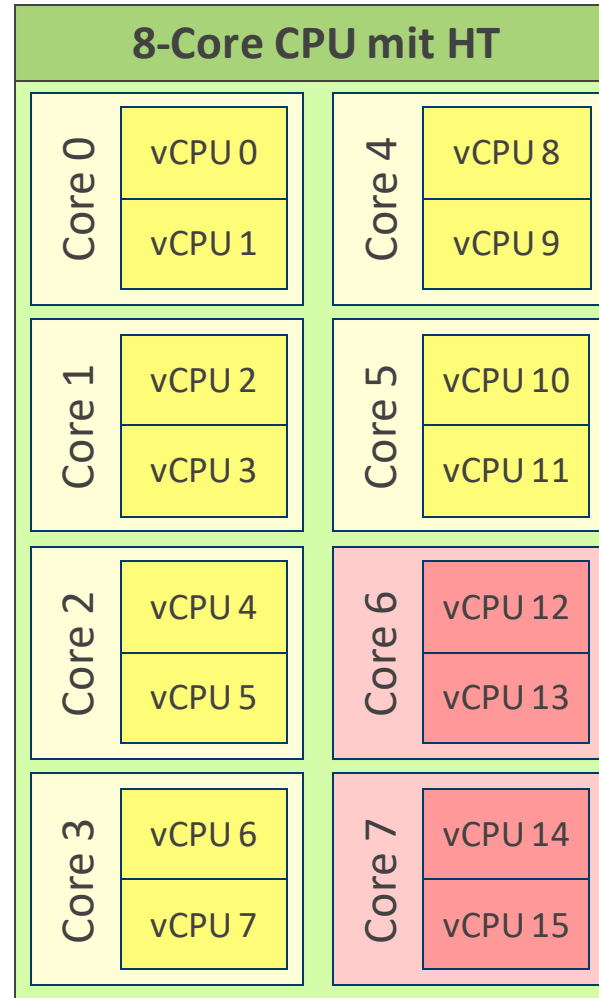 8-Core CPU mit HT
Core 0
vCPU 0
vCPU 1
Core 1
vCPU 2
vCPU 3
Core 2
vCPU 4
vCPU 5
Core 3
vCPU 6
vCPU 7
Core 4
vCPU 8
vCPU 9
Core 5
vCPU 10
vCPU 11
Core 6
vCPU 12
vCPU 13
Core 7
vCPU 14
vCPU 15